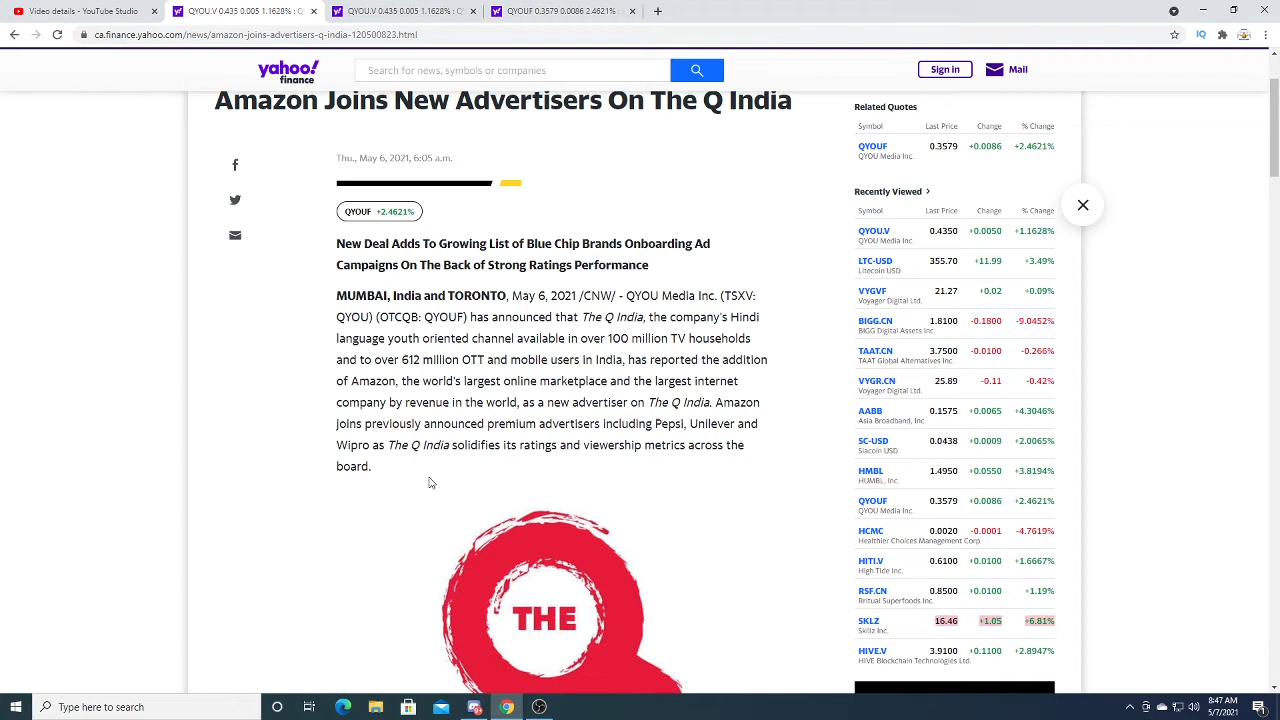 Video details - YouTube Studio
QYOU.V 0.435 0.005 1.1628% : Q
QYOU.V 0.435 0.005 1.1628% : Q
QYOUF 0.3579 0.0086 2.4621% :
ca.finance.yahoo.com/news/amazon-joins-advertisers-q-india-120500823.html
yahoo!
finance
Search for news, symbols or companies
Sign in
Mail
Amazon Joins New Advertisers On The Q India
Thu., May 6, 2021, 6:05 a.m.
QYOUF +2.4621%
New Deal Adds To Growing List of Blue Chip Brands Onboarding Ad
Campaigns On The Back of Strong Ratings Performance
MUMBAI, India and TORONTO, May 6, 2021 /CNW/ - QYOU Media Inc. (TSXV:
QYOU) (OTCQB: QYOUF) has announced that The Q India, the company's Hindi
language youth oriented channel available in over 100 million TV households
and to over 612 million OTT and mobile users in India, has reported the addition
of Amazon, the world's largest online marketplace and the largest internet
company by revenue in the world, as a new advertiser on The Q India. Amazon
joins previously announced premium advertisers including Pepsi, Unilever and
Wipro as The Q India solidifies its ratings and viewership metrics across the
board.
THE
Related Quotes
Symbol Last Price Change % Change
QYOUF 0.3579 +0.0086 +2.4621%
QYOU Media Inc.
Recently Viewed >
Symbol Last Price Change % Change
QYOU.V 0.4350 +0.0050 +1.1628%
QYOU Media Inc.
LTC-USD 355.70 +11.99 +3.49%
Litecoin USD
VYGVF 21.27 +0.02 +0.09%
Voyager Digital Ltd.
BIGG.CN 1.8100 -0.1800 -9.0452%
BIGG Digital Assets Inc.
TAAT.CN 3.7500 -0.0100 -0.266%
TAAT Global Alternatives Inc.
VYGR.CN 25.89 -0.11 -0.42%
Voyager Digital Ltd.
AABB 0.1575 +0.0065 +4.3046%
Asia Broadband, Inc.
SC-USD 0.0438 +0.0009 +2.0065%
Siacoin USD
HMBL 1.4950 +0.0550 +3.8194%
HUMBL, Inc.
QYOUF 0.3579 +0.0086 +2.4621%
QYOU Media Inc.
HCMC 0.0020 -0.0001 -4.7619%
Healthier Choices Management Corp.
HITI.V 0.6100 +0.0100 +1.6667%
High Tide Inc.
RSF.CN 0.8500 +0.0100 +1.19%
Rritual Superfoods Inc.
SKLZ 16.46 +1.05 +6.81%
Skillz Inc.
HIVE.V 3.9100 +0.1100 +2.8947%
HIVE Blockchain Technologies Ltd.
Type here to search
8:47 AM
5/7/2021